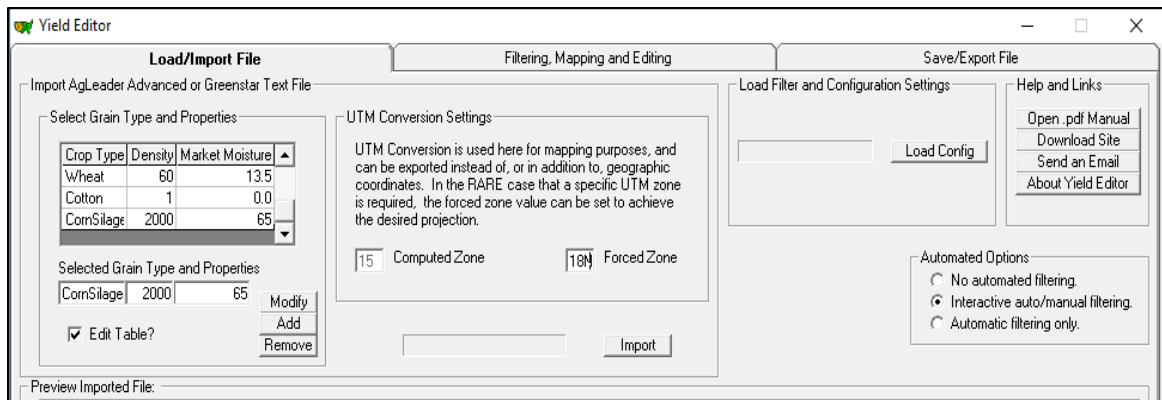 Yield Editor
Load/Import File
Filtering, Mapping and Editing
Save/Export File
Import AgLeader Advanced or Greenstar Text File
Select Grain Type and Properties
Crop Type Density Market Moisture
Wheat 60 13.5
Cotton 1 0.0
CornSilage 2000 65
Selected Grain Type and Properties
CornSilage 2000 65
Edit Table?
Modify
Add
Remove
UTM Conversion Settings
UTM Conversion is used here for mapping purposes, and
can be exported instead of, or in addition to, geographic
coordinates. In the RARE case that a specific UTM zone
is required, the forced zone value can be set to achieve
the desired projection.
15 Computed Zone
18N Forced Zone
Import
Load Filter and Configuration Settings
Load Config
Help and Links
Open .pdf Manual
Download Site
Send an Email
About Yield Editor
Automated Options
No automated filtering.
Interactive auto/manual filtering.
Automatic filtering only.
Preview Imported File: